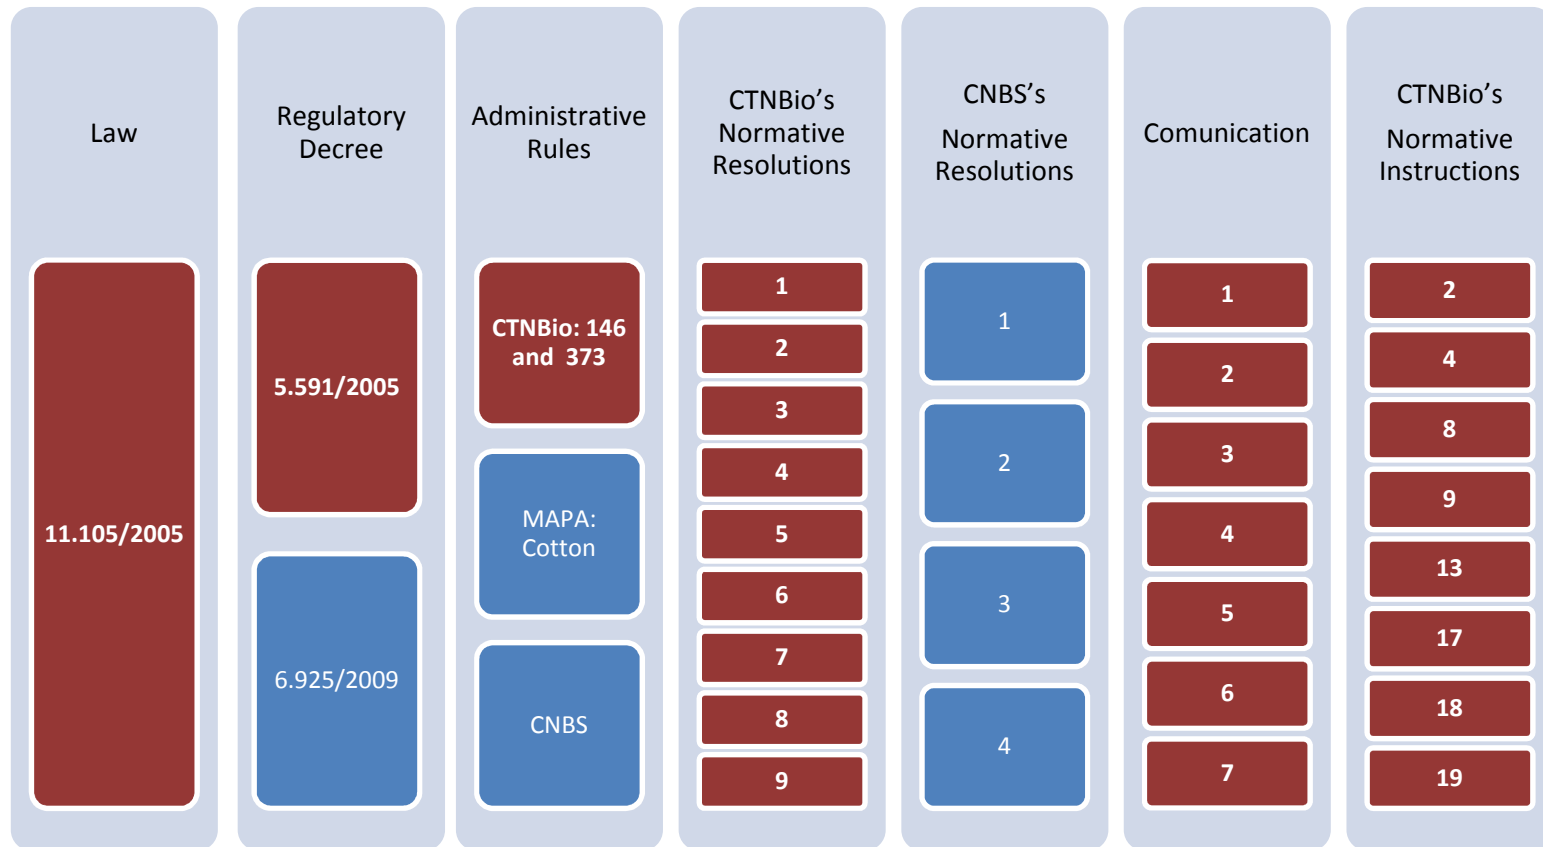 Law
11.105/2005
Regulatory
Decree
5.591/2005
6.925/2009
Administrative
Rules
CTNBio: 146
and 373
MAPA:
Cotton
CNBS
CTNBio’s
Normative
Resolutions
1
2
3
4
5
6
7
8
9
CNBS’s
Normative
Resolutions
1
2
3
4
Comunication
1
2
3
4
5
6
7
CTNBio’s
Normative
Instructions
2
4
8
9
13
17
18
19